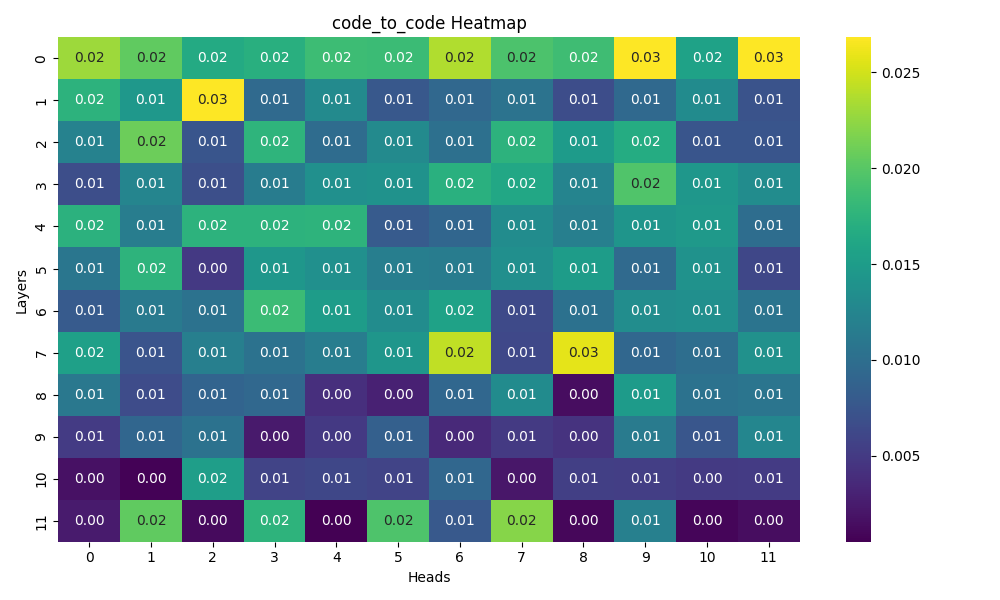 code_to_code Heatmap
0 0.02 0.02 0.02 0.02 0.02 0.02 0.02 0.02 0.02 0.03 0.02 0.03
1 0.02 0.01 0.03 0.01 0.01 0.01 0.01 0.01 0.01 0.01 0.01 0.01
2 0.01 0.02 0.01 0.02 0.01 0.01 0.01 0.02 0.01 0.02 0.01 0.01
3 0.01 0.01 0.01 0.01 0.01 0.01 0.02 0.02 0.01 0.02 0.01 0.01
4 0.02 0.01 0.02 0.02 0.02 0.01 0.01 0.01 0.01 0.01 0.01 0.01
5 0.01 0.02 0.00 0.01 0.01 0.01 0.01 0.01 0.01 0.01 0.01 0.01
6 0.01 0.01 0.01 0.02 0.01 0.01 0.02 0.01 0.01 0.01 0.01 0.01
7 0.02 0.01 0.01 0.01 0.01 0.01 0.02 0.01 0.03 0.01 0.01 0.01
8 0.01 0.01 0.01 0.01 0.00 0.00 0.01 0.01 0.00 0.01 0.01 0.01
9 0.01 0.01 0.01 0.00 0.00 0.01 0.00 0.01 0.00 0.01 0.01 0.01
10 0.00 0.00 0.02 0.01 0.01 0.01 0.01 0.00 0.01 0.01 0.00 0.01
11 0.00 0.02 0.00 0.02 0.00 0.02 0.01 0.02 0.00 0.01 0.00 0.00
0 1 2 3 4 5 6 7 8 9 10 11
Heads
Layers
0.025
0.020
0.015
0.010
0.005